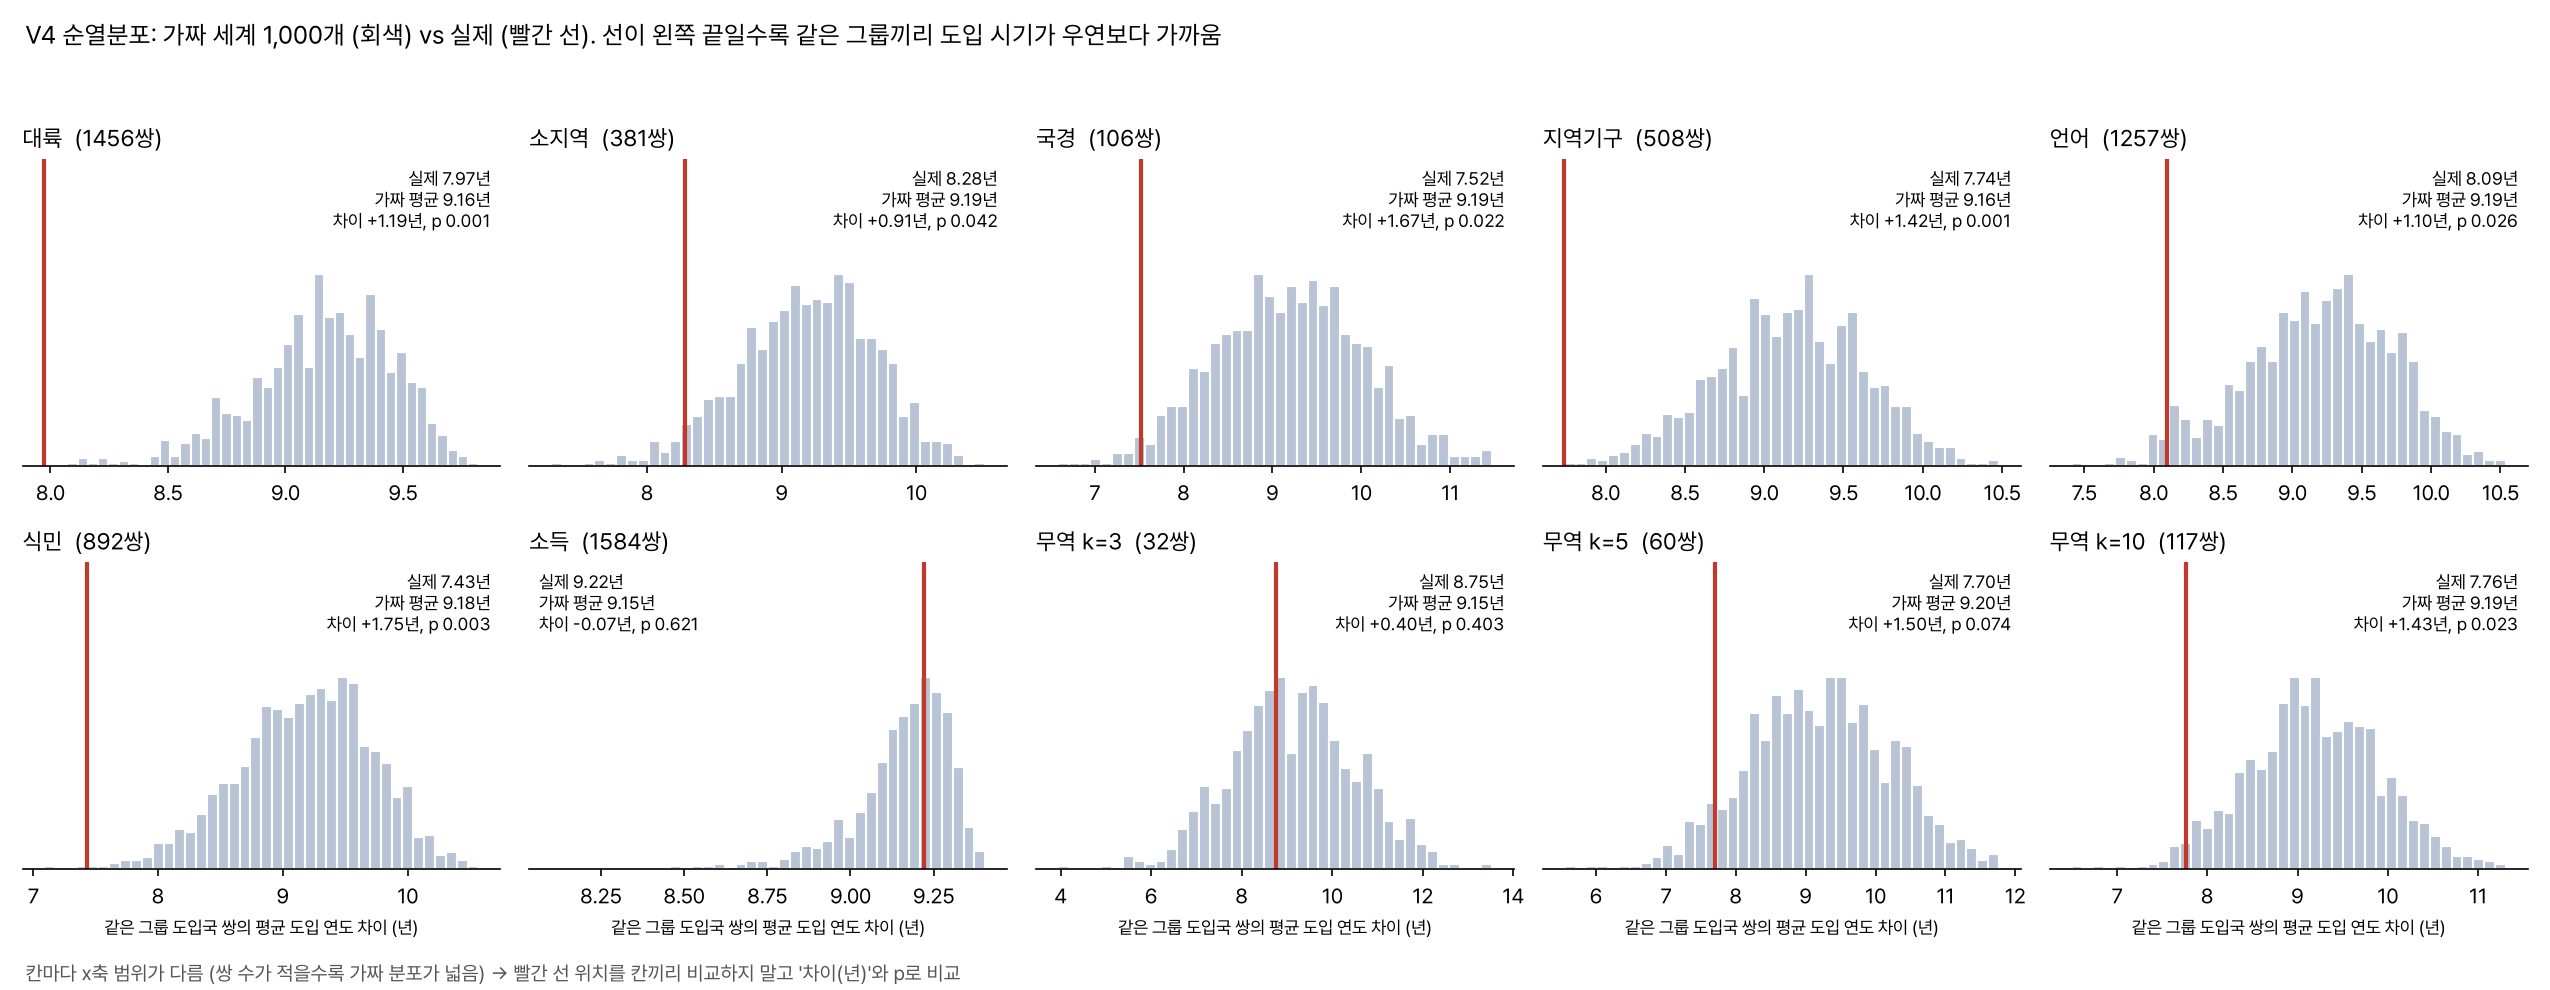 V4 순열분포: 가짜 세계 1,000개 (회색) vs 실제 (빨간 선). 선이 왼쪽 끝일수록 같은 그룹끼리 도입 시기가 우연보다 가까움
대륙 (1456쌍)
실제 7.97년
가짜 평균 9.16년
차이 +1.19년, p 0.001
8.0 8.5 9.0 9.5
소지역 (381쌍)
실제 8.28년
가짜 평균 9.19년
차이 +0.91년, p 0.042
8 9 10
국경 (106쌍)
실제 7.52년
가짜 평균 9.19년
차이 +1.67년, p 0.022
7 8 9 10 11
지역기구 (508쌍)
실제 7.74년
가짜 평균 9.16년
차이 +1.42년, p 0.001
8.0 8.5 9.0 9.5 10.0 10.5
언어 (1257쌍)
실제 8.09년
가짜 평균 9.19년
차이 +1.10년, p 0.026
7.5 8.0 8.5 9.0 9.5 10.0 10.5
식민 (892쌍)
실제 7.43년
가짜 평균 9.18년
차이 +1.75년, p 0.003
7 8 9 10
같은 그룹 도입국 쌍의 평균 도입 연도 차이 (년)
소득 (1584쌍)
실제 9.22년
가짜 평균 9.15년
차이 -0.07년, p 0.621
8.25 8.50 8.75 9.00 9.25
같은 그룹 도입국 쌍의 평균 도입 연도 차이 (년)
무역 k=3 (32쌍)
실제 8.75년
가짜 평균 9.15년
차이 +0.40년, p 0.403
4 6 8 10 12 14
같은 그룹 도입국 쌍의 평균 도입 연도 차이 (년)
무역 k=5 (60쌍)
실제 7.70년
가짜 평균 9.20년
차이 +1.50년, p 0.074
6 7 8 9 10 11 12
같은 그룹 도입국 쌍의 평균 도입 연도 차이 (년)
무역 k=10 (117쌍)
실제 7.76년
가짜 평균 9.19년
차이 +1.43년, p 0.023
7 8 9 10 11
같은 그룹 도입국 쌍의 평균 도입 연도 차이 (년)
칸마다 x축 범위가 다름 (쌍 수가 적을수록 가짜 분포가 넓음) → 빨간 선 위치를 칸끼리 비교하지 말고 '차이(년)'와 p로 비교